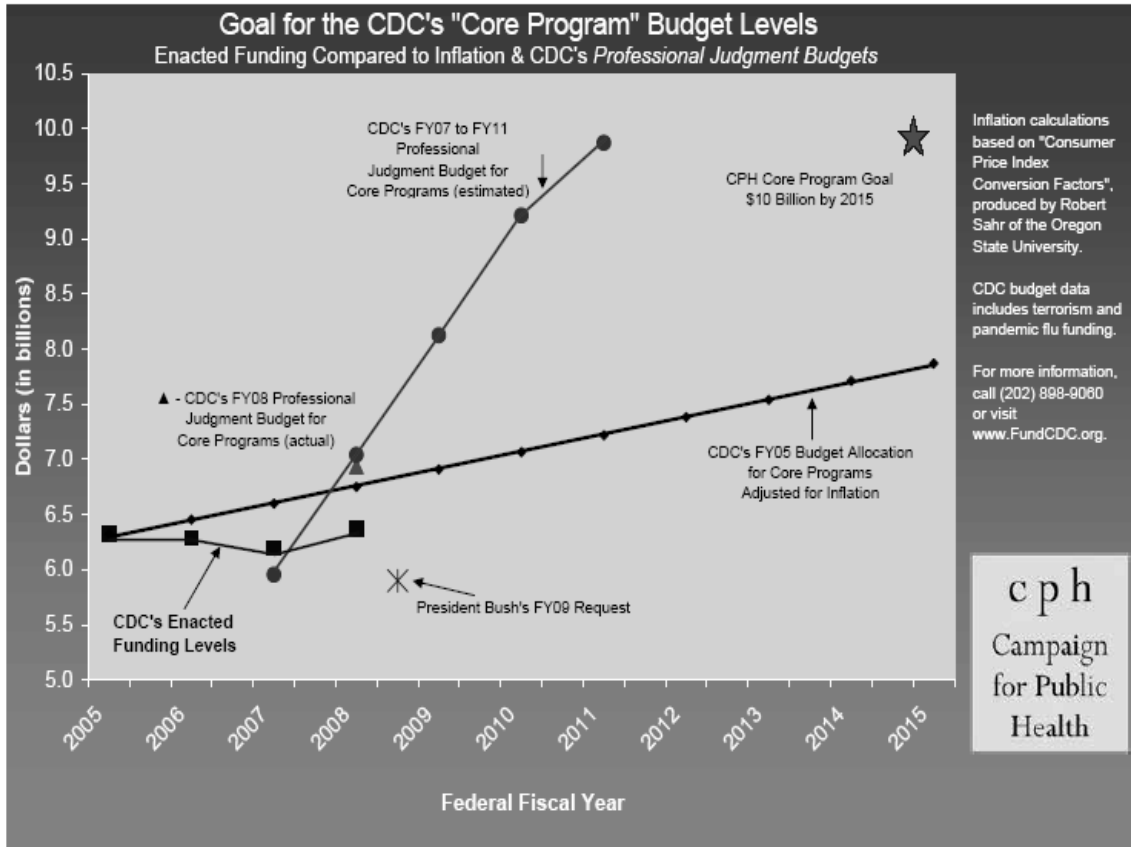 Goal for the CDC's "Core Program" Budget Levels
Enacted Funding Compared to Inflation & CDC's Professional Judgment Budgets
Dollars (in billions)
10.5
10.0
9.5
9.0
8.5
8.0
7.5
7.0
6.5
6.0
5.5
5.0
CDC's FY07 to FY11
Professional
Judgment Budget for
Core Programs (estimated)
CPH Core Program Goal
$10 Billion by 2015
▲ - CDC's FY08 Professional
Judgment Budget for
Core Programs (actual)
CDC's FY05 Budget Allocation
for Core Programs
Adjusted for Inflation
President Bush's FY09 Request
CDC's Enacted
Funding Levels
2005
2006
2007
2008
2009
2010
2011
2012
2013
2014
2015
Federal Fiscal Year
Inflation calculations
based on "Consumer
Price Index
Conversion Factors",
produced by Robert
Sahr of the Oregon
State University.
CDC budget data
includes terrorism and
pandemic flu funding.
For more information,
call (202) 898-9060
or visit
www.FundCDC.org.
c p h
Campaign
for Public
Health